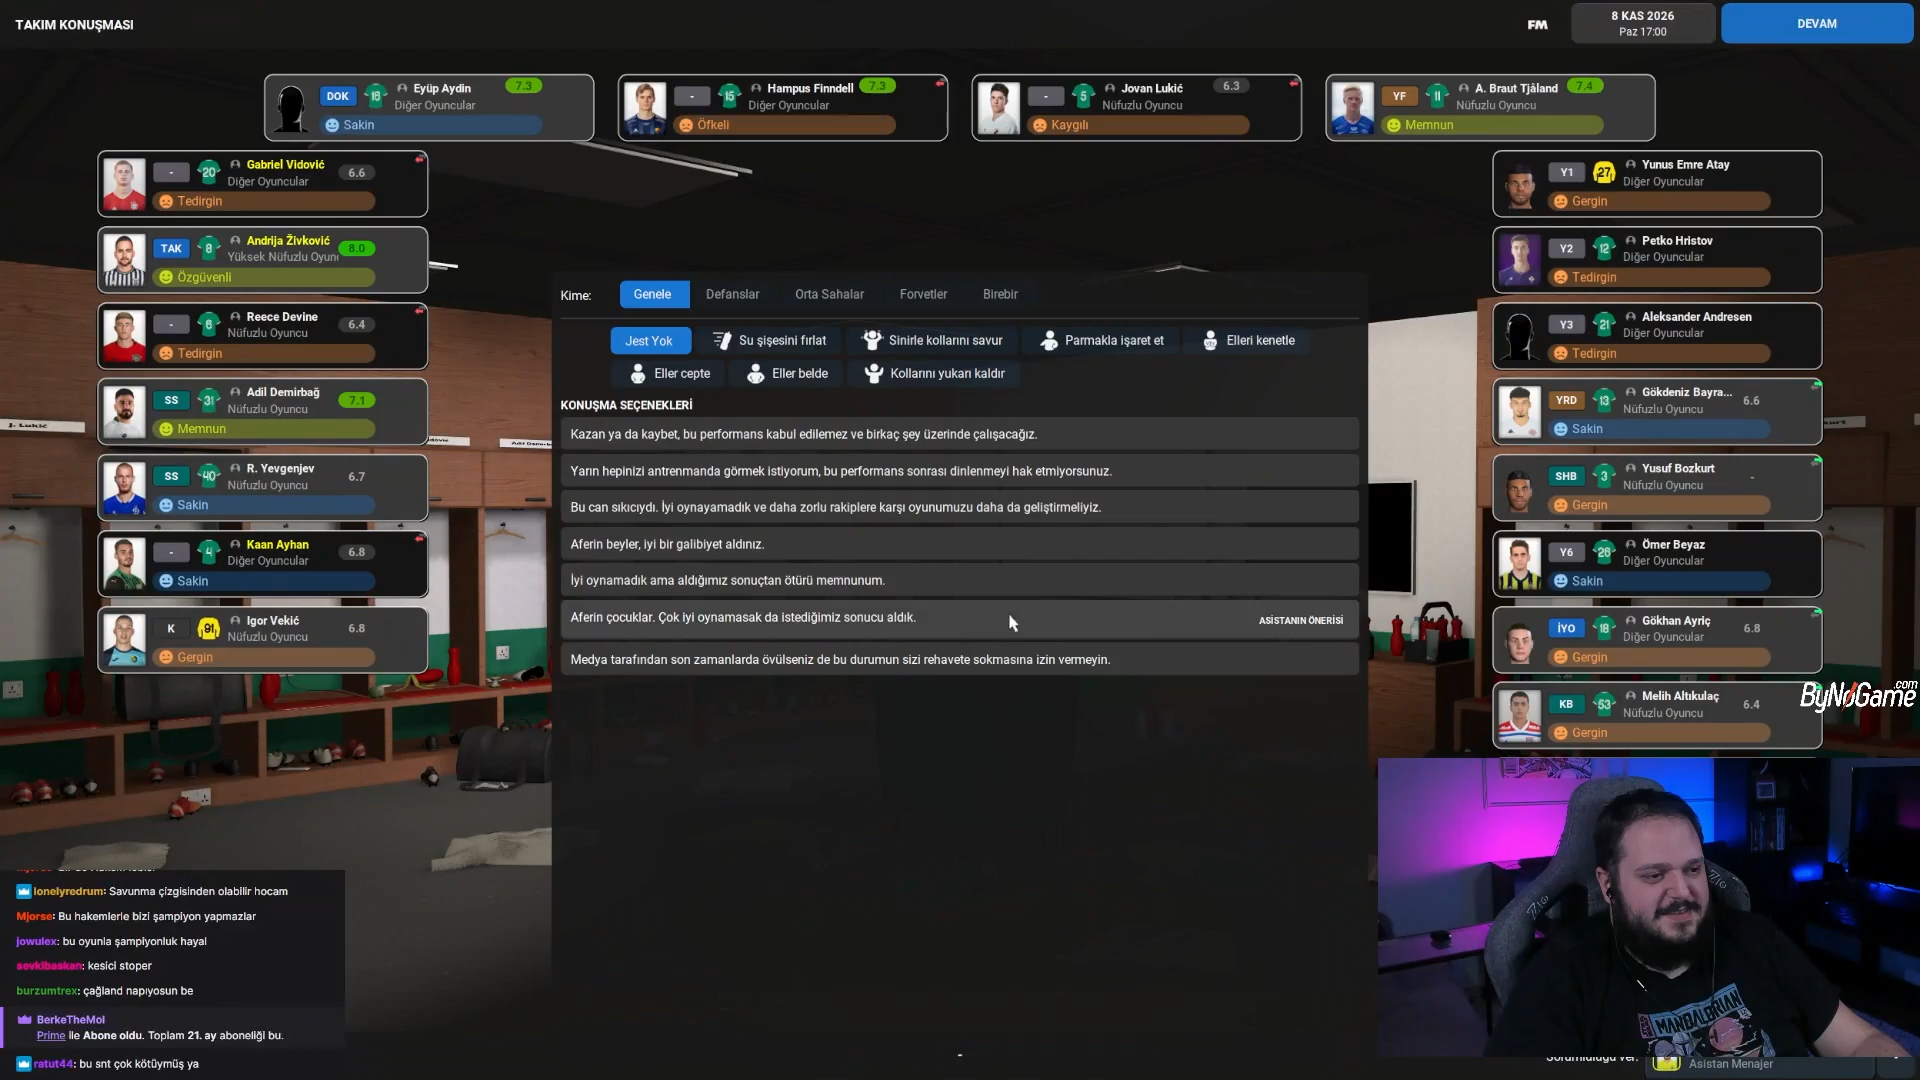 TAKIM KONUŞMASI
FM
8 KAS 2026
Paz 17:00
DEVAM
DOK
18
Eyüp Aydin
7.3
Diğer Oyuncular
Sakin
-
15
Hampus Finndell
7.3
Diğer Oyuncular
Öfkeli
-
5
Jovan Lukić
6.3
Nüfuzlu Oyuncu
Kaygılı
YF
11
A. Braut Tjåland
7.4
Nüfuzlu Oyuncu
Memnun
-
20
Gabriel Vidović
6.6
Diğer Oyuncular
Tedirgin
TAK
8
Andrija Živković
8.0
Yüksek Nüfuzlu Oyun
Özgüvenli
-
6
Reece Devine
6.4
Nüfuzlu Oyuncu
Tedirgin
SS
31
Adil Demirbağ
7.1
Nüfuzlu Oyuncu
Memnun
SS
40
R. Yevgenjev
6.7
Nüfuzlu Oyuncu
Sakin
-
4
Kaan Ayhan
6.8
Diğer Oyuncular
Sakin
K
91
Igor Vekić
6.8
Nüfuzlu Oyuncu
Gergin
Y1
27
Yunus Emre Atay
Diğer Oyuncular
Gergin
Y2
12
Petko Hristov
Diğer Oyuncular
Tedirgin
Y3
21
Aleksander Andresen
Diğer Oyuncular
Tedirgin
YRD
13
Gökdeniz Bayra...
6.6
Nüfuzlu Oyuncu
Sakin
SHB
3
Yusuf Bozkurt
-
Nüfuzlu Oyuncu
Gergin
Y6
26
Ömer Beyaz
Diğer Oyuncular
Sakin
İYO
18
Gökhan Ayriç
6.8
Diğer Oyuncular
Gergin
KB
53
Melih Altıkulaç
6.4
Nüfuzlu Oyuncu
Gergin
J. Lukić
Kime:
Genele
Defanslar
Orta Sahalar
Forvetler
Birebir
Jest Yok
Su şişesini fırlat
Sinirle kollarını savur
Parmakla işaret et
Elleri kenetle
Eller cepte
Eller belde
Kollarını yukarı kaldır
KONUŞMA SEÇENEKLERİ
Kazan ya da kaybet, bu performans kabul edilemez ve birkaç şey üzerinde çalışacağız.
Yarın hepinizi antrenmanda görmek istiyorum, bu performans sonrası dinlenmeyi hak etmiyorsunuz.
Bu can sıkıcıydı. İyi oynayamadık ve daha zorlu rakiplere karşı oyunumuzu daha da geliştirmeliyiz.
Aferin beyler, iyi bir galibiyet aldınız.
İyi oynamadık ama aldığımız sonuçtan ötürü memnunum.
Aferin çocuklar. Çok iyi oynamasak da istediğimiz sonucu aldık.
ASİSTANIN ÖNERİSİ
Medya tarafından son zamanlarda övülseniz de bu durumun sizi rehavete sokmasına izin vermeyin.
ByNoGame
.com
lonelyredrum: Savunma çizgisinden olabilir hocam
Mjorse: Bu hakemlerle bizi şampiyon yapmazlar
jowulex: bu oyunla şampiyonluk hayal
sevkibaskan: kesici stoper
burzumtrex: çağland napıyosun be
BerkeTheMol
Prime ile Abone oldu. Toplam 21. ay aboneliği bu.
ratut44: bu snt çok kötüymüş ya
MANDALORIAN
Sorumluluğu ver:
Asistan Menajer